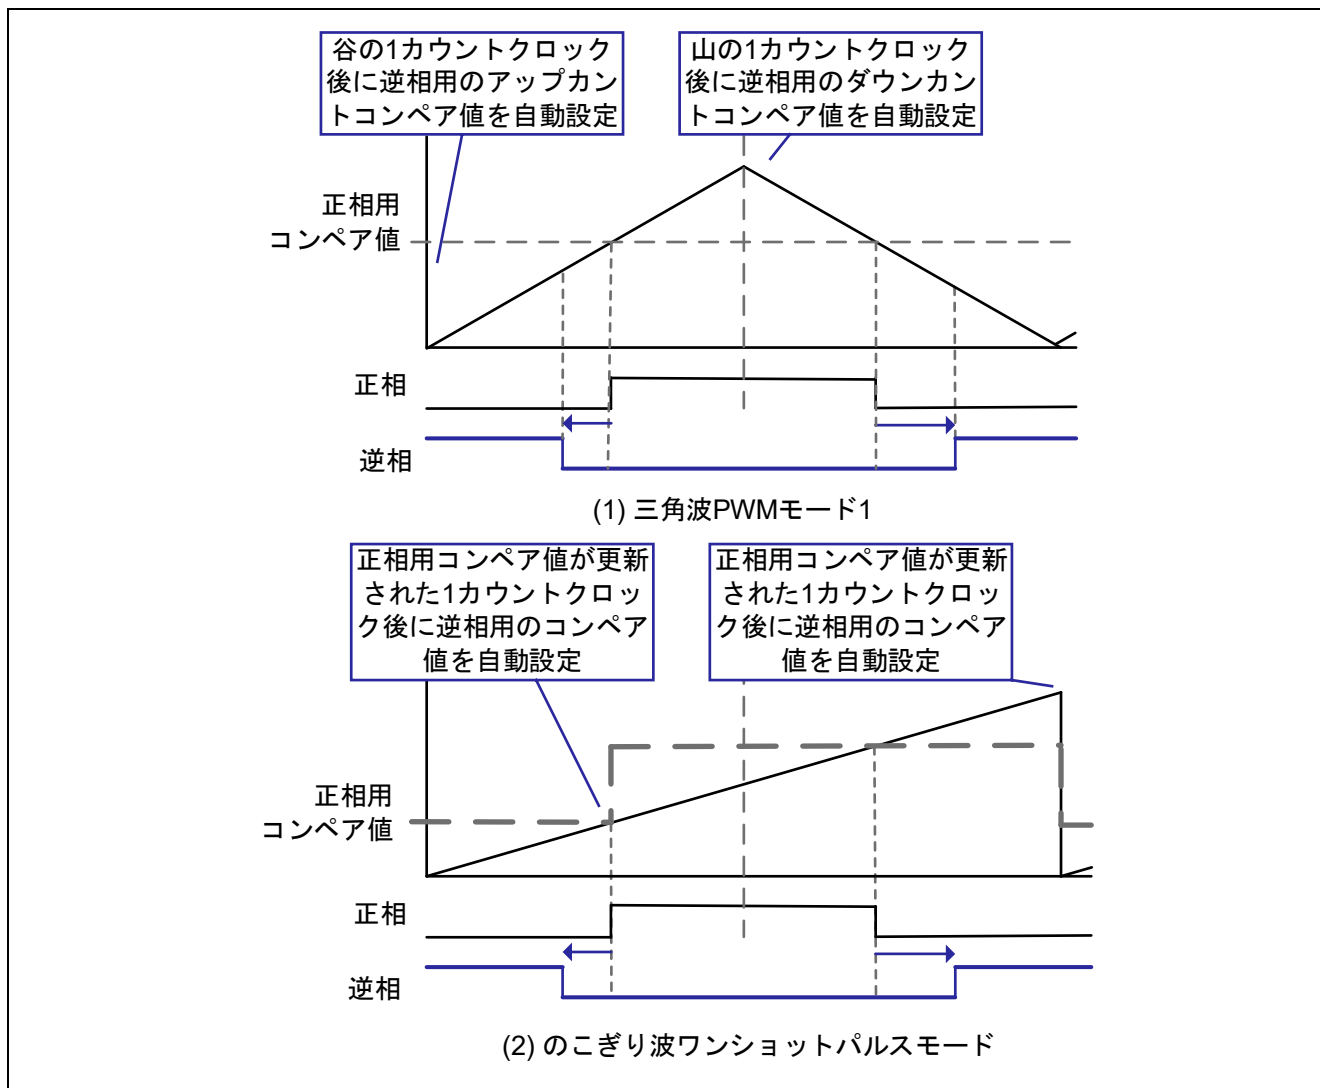 谷の1カウントクロック
後に逆相用のアップカン
トコンペア値を自動設定
山の1カウントクロック
後に逆相用のダウンカン
トコンペア値を自動設定
正相用
コンペア値
正相
逆相
(1) 三角波PWMモード1
正相用コンペア値が更新
された1カウントクロッ
ク後に逆相用のコンペア
値を自動設定
正相用コンペア値が更新
された1カウントクロッ
ク後に逆相用のコンペア
値を自動設定
正相用
コンペア値
正相
逆相
(2) のこぎり波ワンショットパルスモード